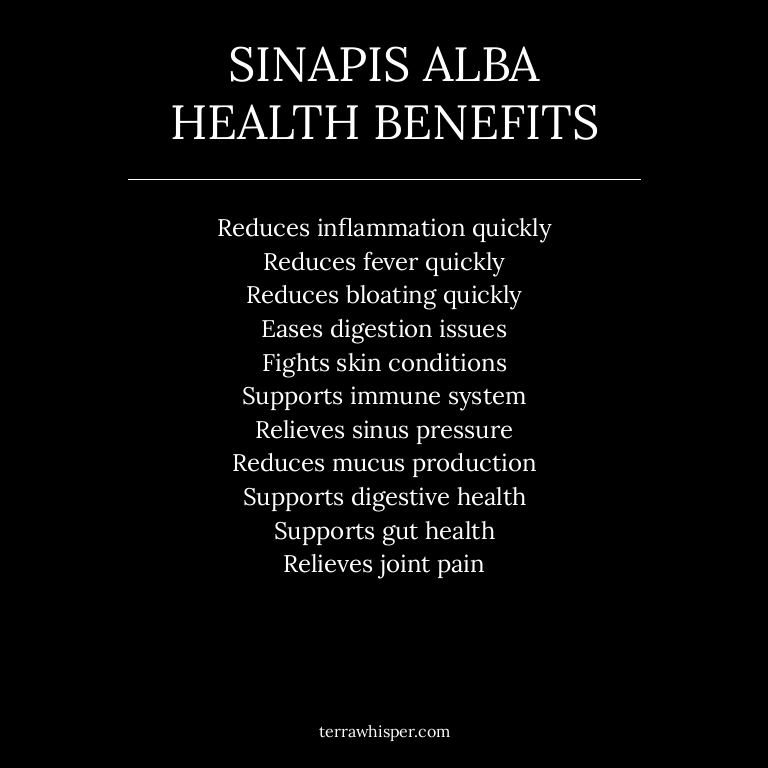 SINAPIS ALBA
HEALTH BENEFITS
Reduces inflammation quickly
Reduces fever quickly
Reduces bloating quickly
Eases digestion issues
Fights skin conditions
Supports immune system
Relieves sinus pressure
Reduces mucus production
Supports digestive health
Supports gut health
Relieves joint pain
terrawhisper.com